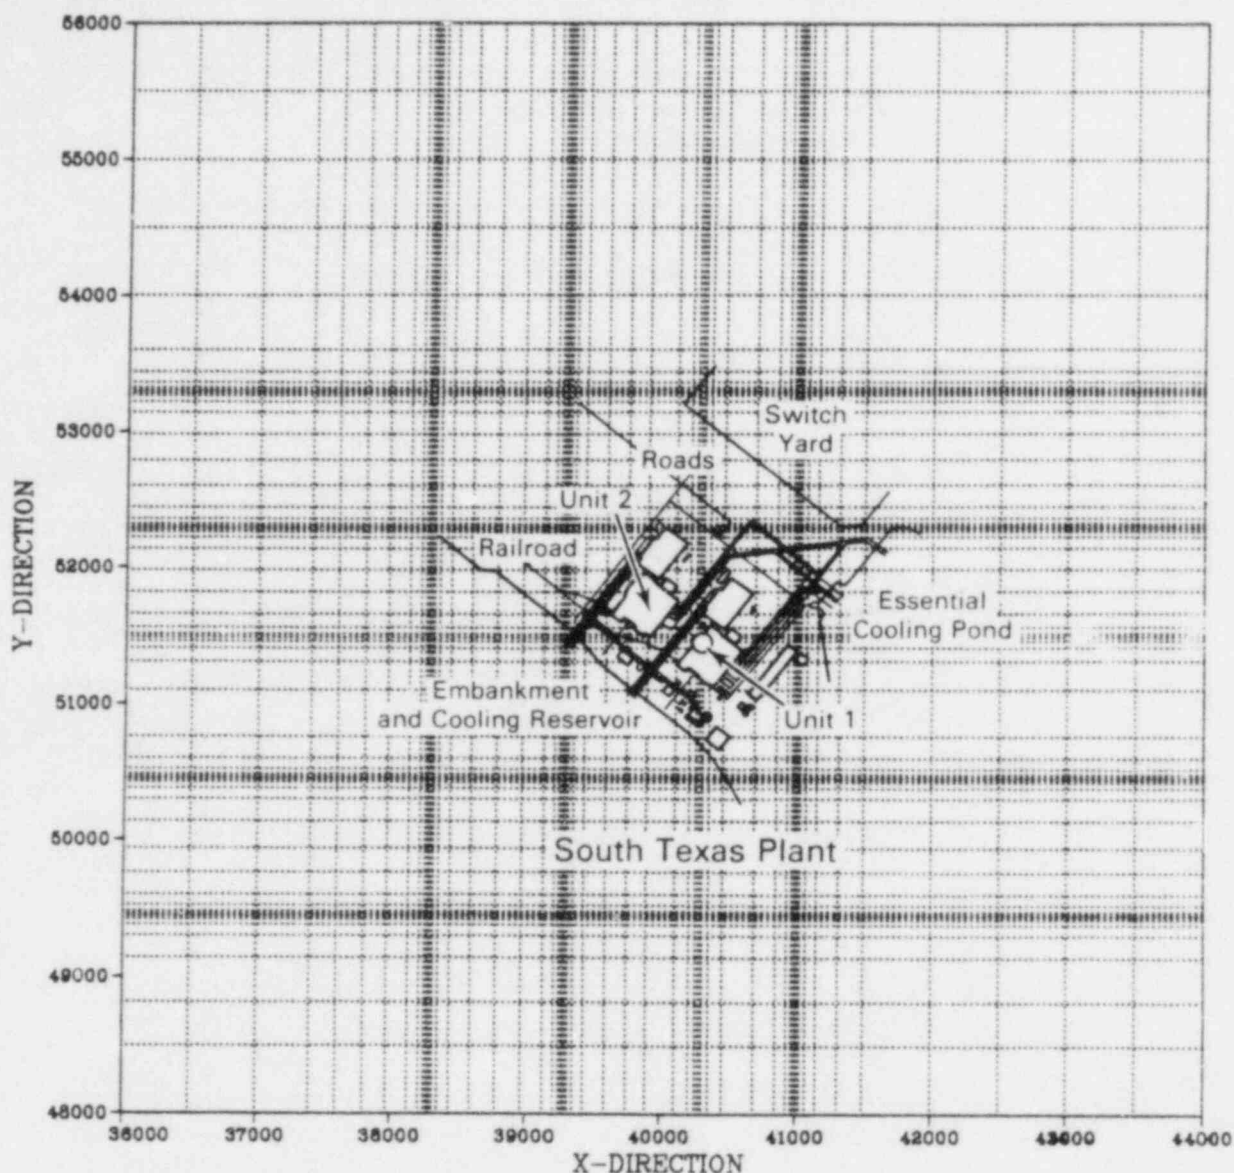 56000
55000
54000
53000
52000
51000
50000
49000
48000
Y-DIRECTION
Switch
Yard
Roads
Unit 2
Railroad
Essential
Cooling Pond
Embankment
and Cooling Reservoir
Unit 1
South Texas Plant
36000 37000 38000 39000 40000 41000 42000 43000 44000
X-DIRECTION